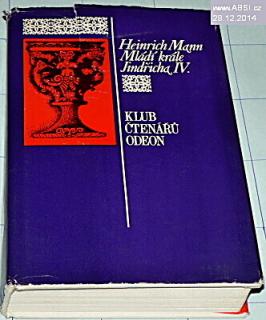 www.ABSI.cz
28.12.2014
Heinrich Mann
Mládí krále
Jindřicha IV.
KLUB
ČTENÁŘŮ
ODEON